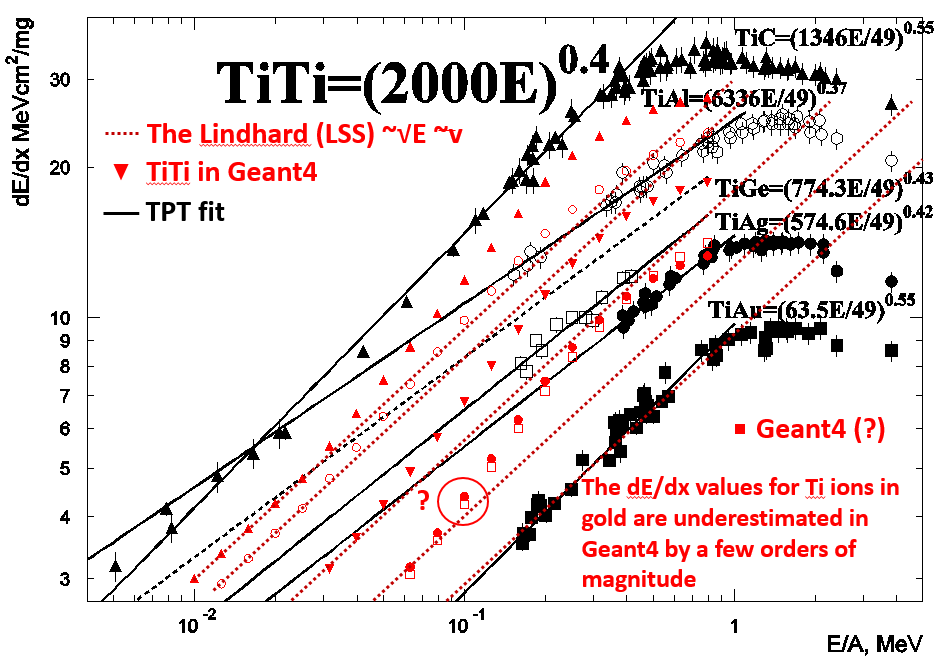 dE/dx MeVcm²/mg
30
20
10
9
8
7
6
5
4
3
TiC=(1346E/49)^0.55
TiTi=(2000E)^0.4
TiAl=(6336E/49)^0.37
The Lindhard (LSS) ~√E ~v
TiTi in Geant4
TPT fit
TiGe=(774.3E/49)^0.43
TiAg=(574.6E/49)^0.42
TiAu=(63.5E/49)^0.55
Geant4 (?)
?
The dE/dx values for Ti ions in
gold are underestimated in
Geant4 by a few orders of
magnitude
10^-2
10^-1
1
E/A, MeV